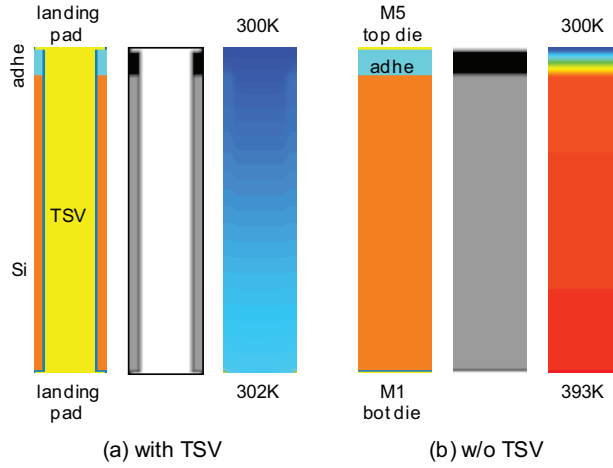 landing
pad
300K
M5
top die
300K
adhe
adhe
TSV
Si
landing
pad
302K
M1
bot die
393K
(a) with TSV
(b) w/o TSV